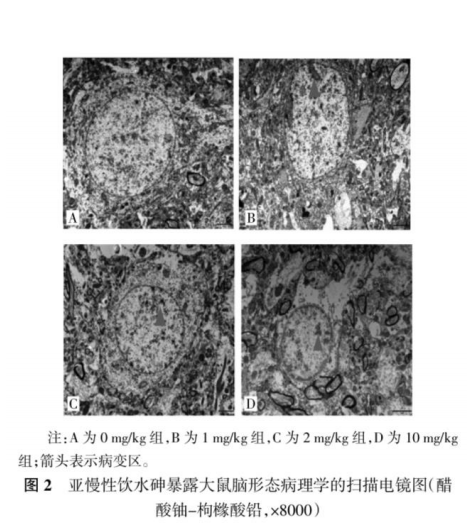 A
B
C
D
注:A 为 0 mg/kg 组,B 为 1 mg/kg 组,C 为 2 mg/kg 组,D 为 10 mg/kg
组;箭头表示病变区。
图 2 亚慢性饮水砷暴露大鼠脑形态病理学的扫描电镜图(醋
酸铀-枸橼酸铅,×8000)